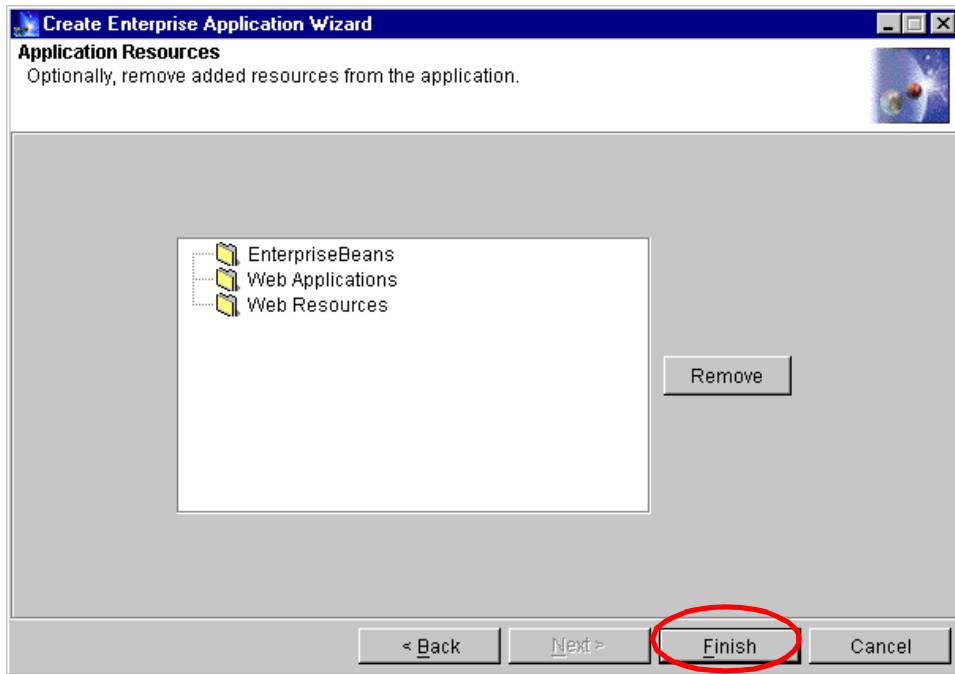 Create Enterprise Application Wizard
Application Resources
Optionally, remove added resources from the application.
EnterpriseBeans
Web Applications
Web Resources
Remove
< Back
Next >
Finish
Cancel